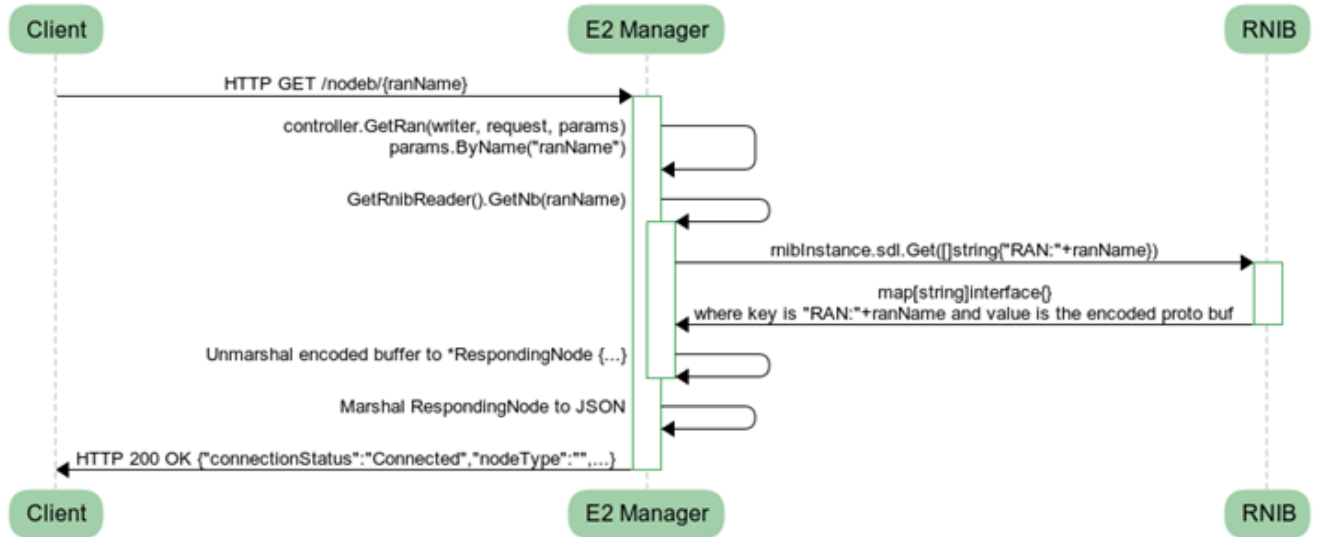 Client
E2 Manager
RNIB
HTTP GET /nodeb/{ranName}
controller.GetRan(writer, request, params)
params.ByName("ranName")
GetRnibReader().GetNb(ranName)
rnibInstance.sdl.Get([]string{"RAN:"+ranName})
map[string]interface{}
where key is "RAN:"+ranName and value is the encoded proto buf
Unmarshal encoded buffer to *RespondingNode {...}
Marshal RespondingNode to JSON
HTTP 200 OK {"connectionStatus":"Connected","nodeType":"",...}
Client
E2 Manager
RNIB